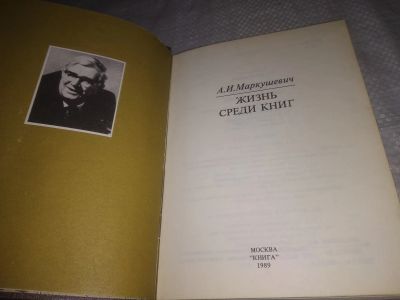 А.И.Маркушевич
ЖИЗНЬ
СРЕДИ КНИГ
МОСКВА
"КНИГА"
1989